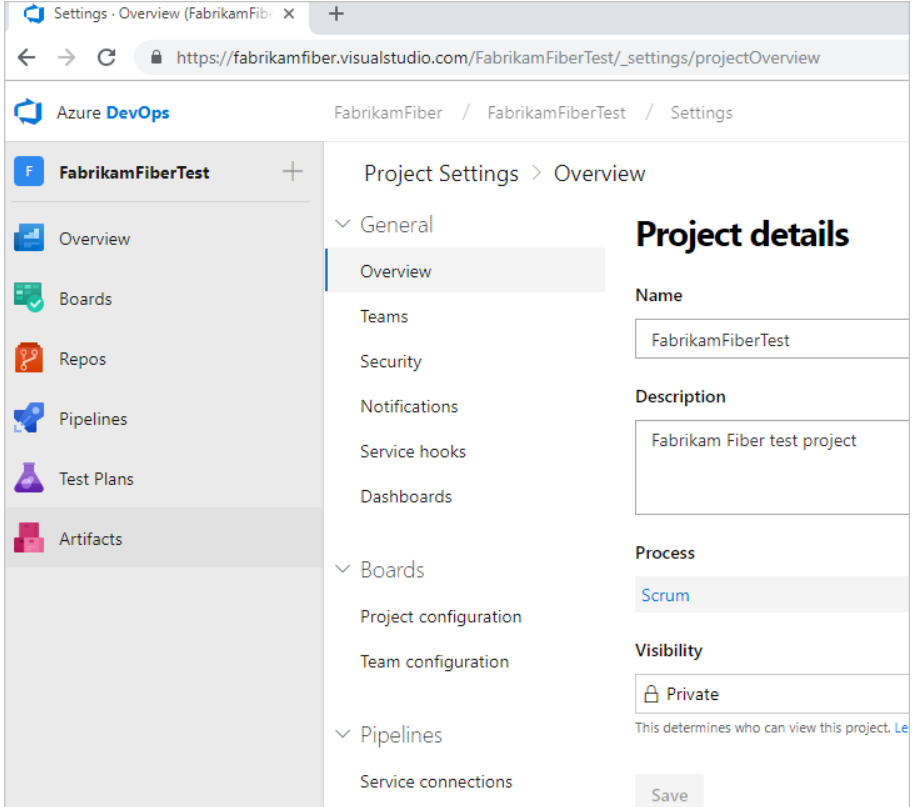 Settings · Overview (FabrikamFibe
https://fabrikamfiber.visualstudio.com/FabrikamFiberTest/_settings/projectOverview
Azure DevOps
FabrikamFiber / FabrikamFiberTest / Settings
F FabrikamFiberTest
Overview
Boards
Repos
Pipelines
Test Plans
Artifacts
Project Settings > Overview
General
Overview
Teams
Security
Notifications
Service hooks
Dashboards
Boards
Project configuration
Team configuration
Pipelines
Service connections
Project details
Name
FabrikamFiberTest
Description
Fabrikam Fiber test project
Process
Scrum
Visibility
Private
This determines who can view this project. Le
Save